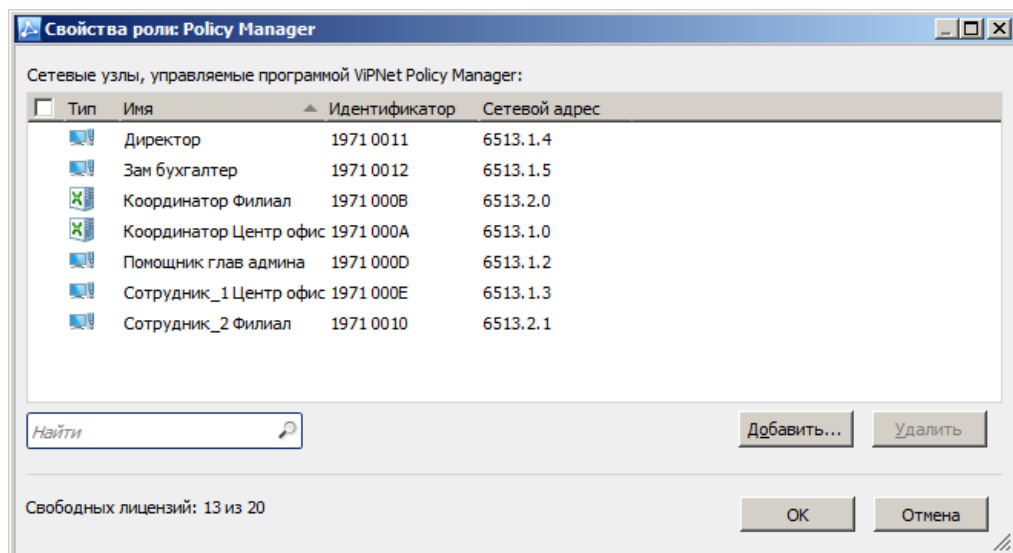 Свойства роли: Policy Manager
Сетевые узлы, управляемые программой ViPNet Policy Manager:
Тип Имя Идентификатор Сетевой адрес
Директор 1971 0011 6513.1.4
Зам бухгалтер 1971 0012 6513.1.5
Координатор Филиал 1971 000B 6513.2.0
Координатор Центр офис 1971 000A 6513.1.0
Помощник глав админа 1971 000D 6513.1.2
Сотрудник_1 Центр офис 1971 000E 6513.1.3
Сотрудник_2 Филиал 1971 0010 6513.2.1
Найти Добавить... Удалить
Свободных лицензий: 13 из 20 OK Отмена